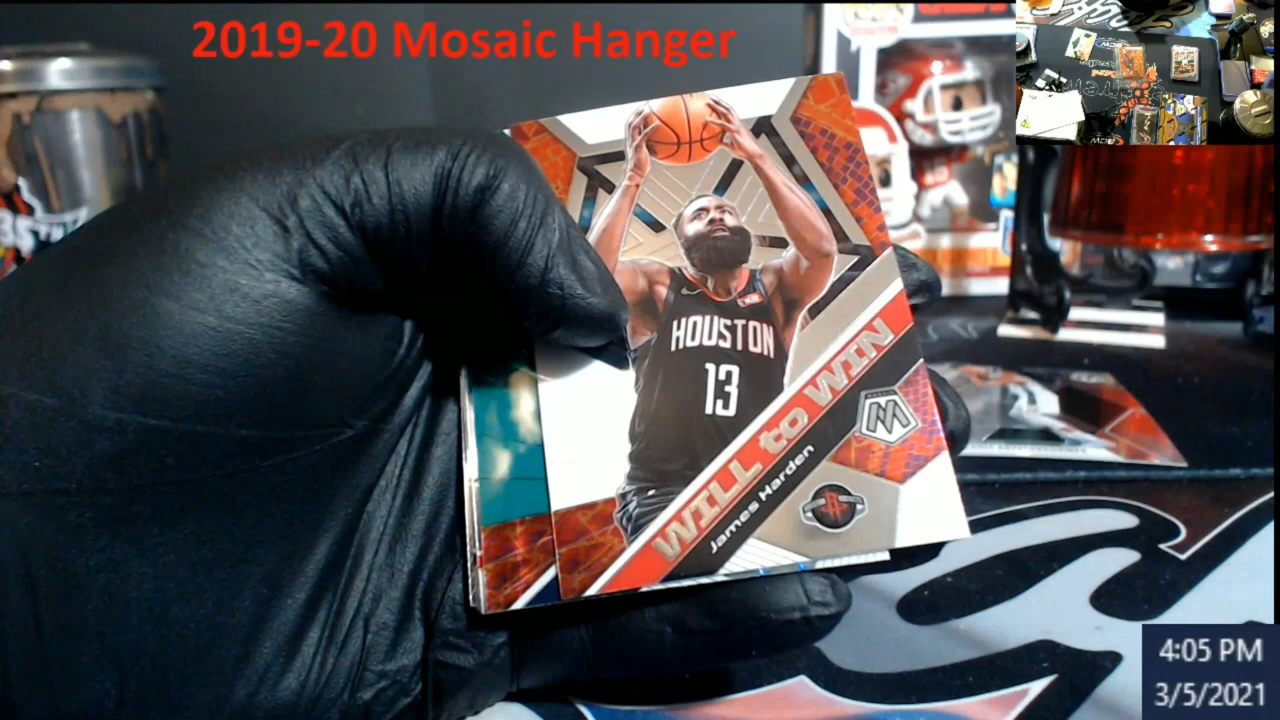 2019-20 Mosaic Hanger
HOUSTON
13
WILL to WIN
James Harden
M
4:05 PM
3/5/2021